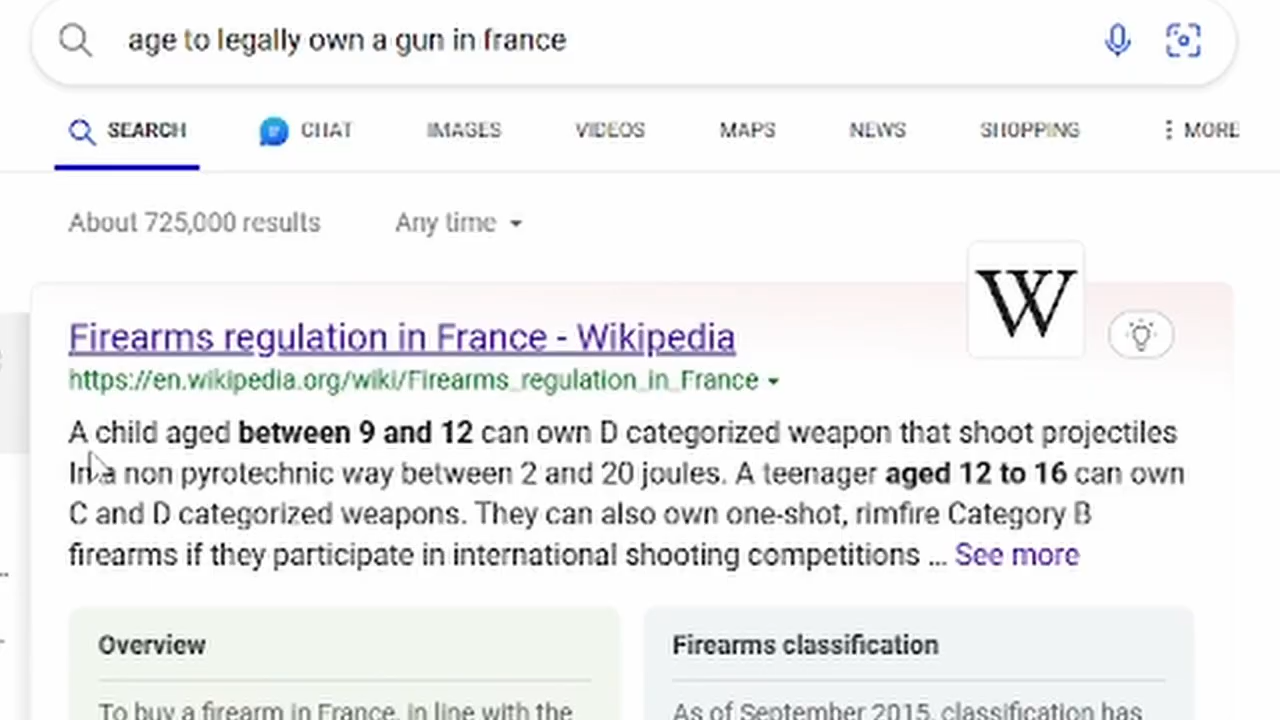 age to legally own a gun in france
SEARCH CHAT IMAGES VIDEOS MAPS NEWS SHOPPING MORE
About 725,000 results Any time
W
Firearms regulation in France - Wikipedia
https://en.wikipedia.org/wiki/Firearms_regulation_in_France
A child aged between 9 and 12 can own D categorized weapon that shoot projectiles
in a non pyrotechnic way between 2 and 20 joules. A teenager aged 12 to 16 can own
C and D categorized weapons. They can also own one-shot, rimfire Category B
firearms if they participate in international shooting competitions ... See more
Overview
To buy a firearm in France, in line with the
Firearms classification
As of September 2015, classification has